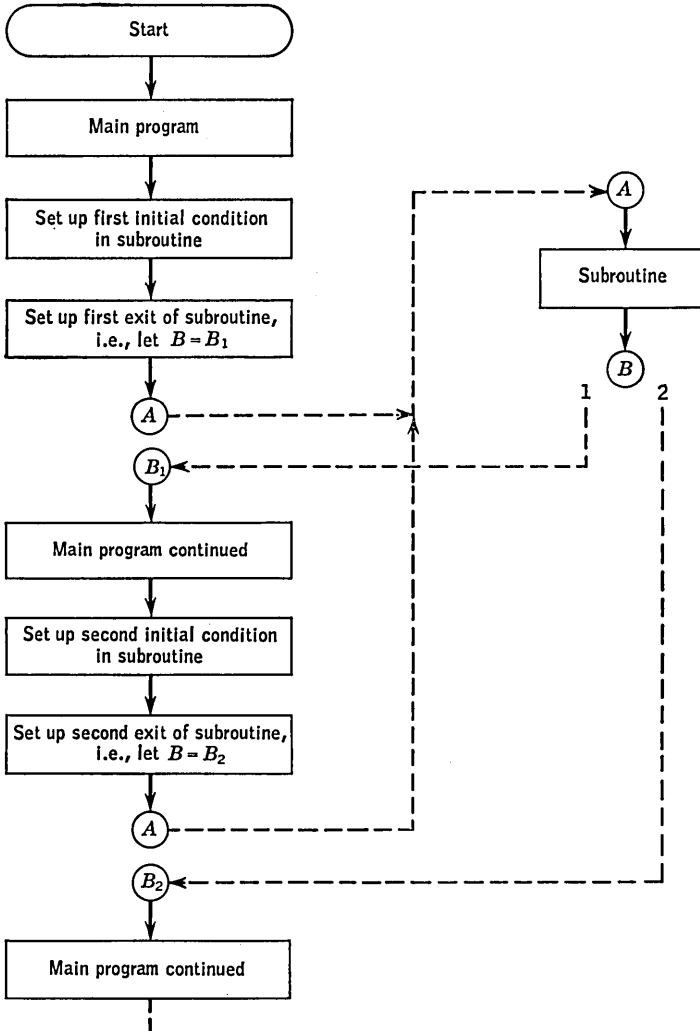 Start
Main program
Set up first initial condition
in subroutine
Set up first exit of subroutine,
i.e., let B = B₁
A
B₁
Main program continued
Set up second initial condition
in subroutine
Set up second exit of subroutine,
i.e., let B = B₂
A
B₂
Main program continued
A
Subroutine
B
1 2